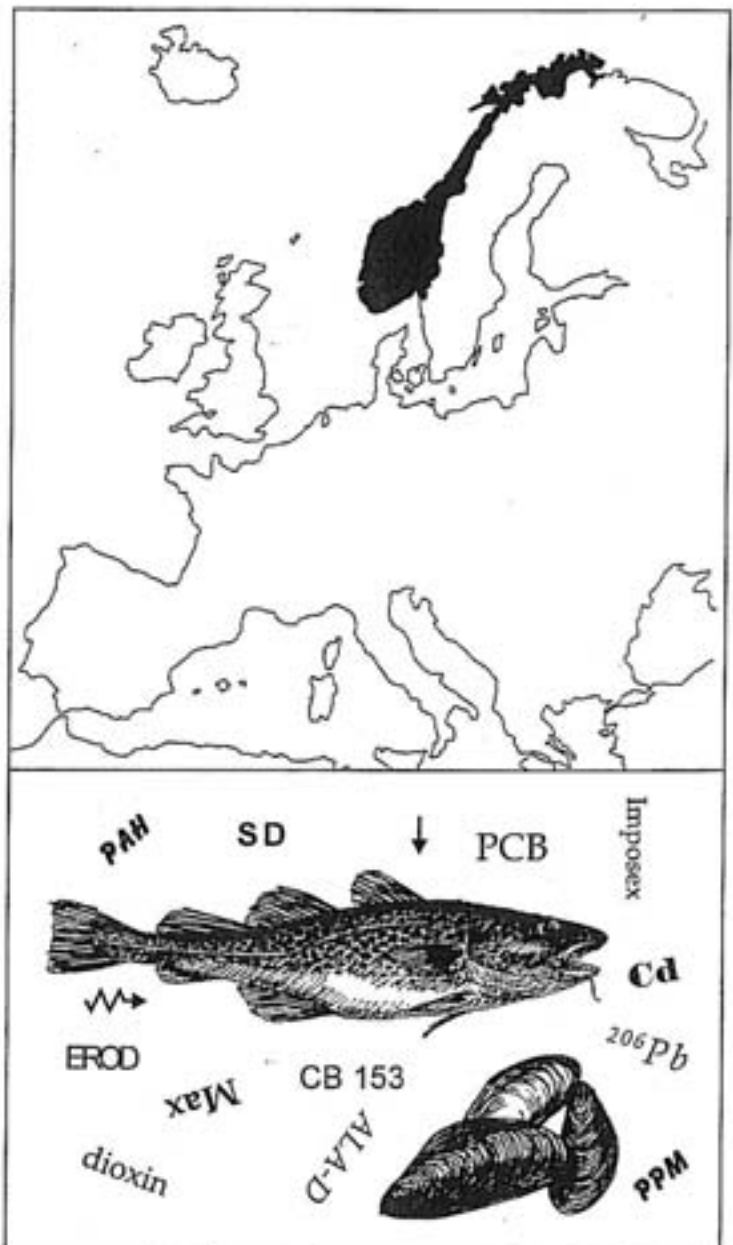 PAH
SD
PCB
Imposex
Cd
EROD
206Pb
Max
CB 153
ALA-D
dioxin
PPM